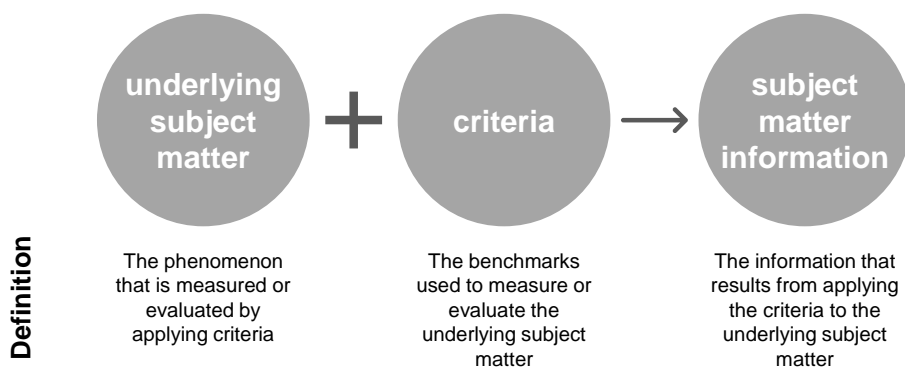 underlying
subject
matter
criteria
subject
matter
information
Definition
The phenomenon
that is measured or
evaluated by
applying criteria
The benchmarks
used to measure or
evaluate the
underlying subject
matter
The information that
results from applying
the criteria to the
underlying subject
matter